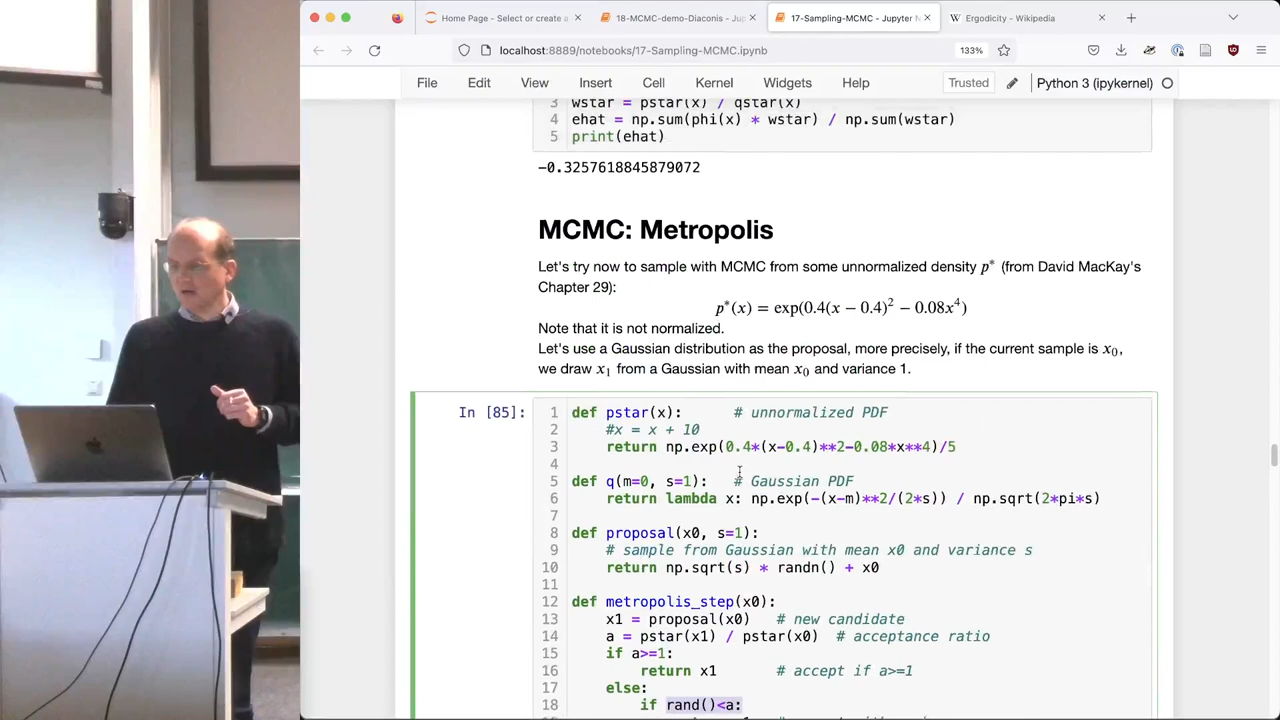 Home Page - Select or create a
18-MCMC-demo-Diaconis - Jup
17-Sampling-MCMC - Jupyter N
Ergodicity - Wikipedia
localhost:8889/notebooks/17-Sampling-MCMC.ipynb
133%
File Edit View Insert Cell Kernel Widgets Help
Trusted
Python 3 (ipykernel)
3 wstar = pstar(x) / qstar(x)
4 ehat = np.sum(phi(x) * wstar) / np.sum(wstar)
5 print(ehat)
-0.3257618845879072
MCMC: Metropolis
Let's try now to sample with MCMC from some unnormalized density p* (from David MacKay's
Chapter 29):
p*(x) = exp(0.4(x − 0.4)² − 0.08x⁴)
Note that it is not normalized.
Let's use a Gaussian distribution as the proposal, more precisely, if the current sample is x₀,
we draw x₁ from a Gaussian with mean x₀ and variance 1.
In [85]:
1 def pstar(x): # unnormalized PDF
2 #x = x + 10
3 return np.exp(0.4*(x-0.4)**2-0.08*x**4)/5
4
5 def q(m=0, s=1): # Gaussian PDF
6 return lambda x: np.exp(-(x-m)**2/(2*s)) / np.sqrt(2*pi*s)
7
8 def proposal(x0, s=1):
9 # sample from Gaussian with mean x0 and variance s
10 return np.sqrt(s) * randn() + x0
11
12 def metropolis_step(x0):
13 x1 = proposal(x0) # new candidate
14 a = pstar(x1) / pstar(x0) # acceptance ratio
15 if a>=1:
16 return x1 # accept if a>=1
17 else:
18 if rand()<a: